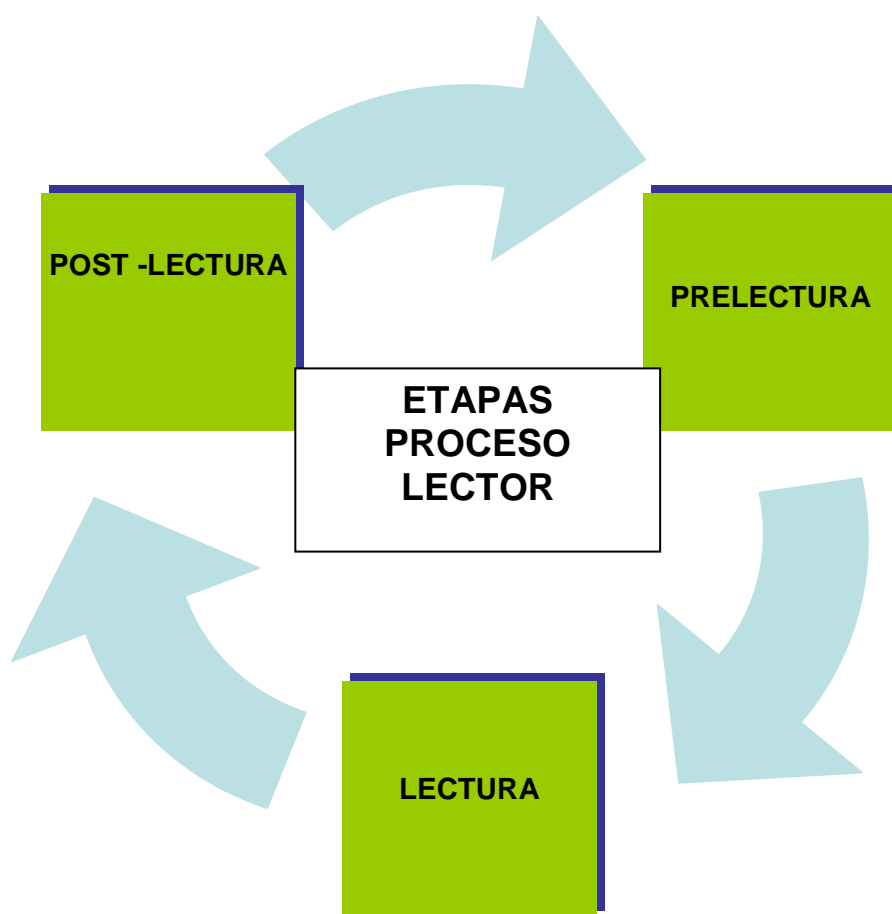 POST -LECTURA
PRELECTURA
ETAPAS
PROCESO
LECTOR
LECTURA